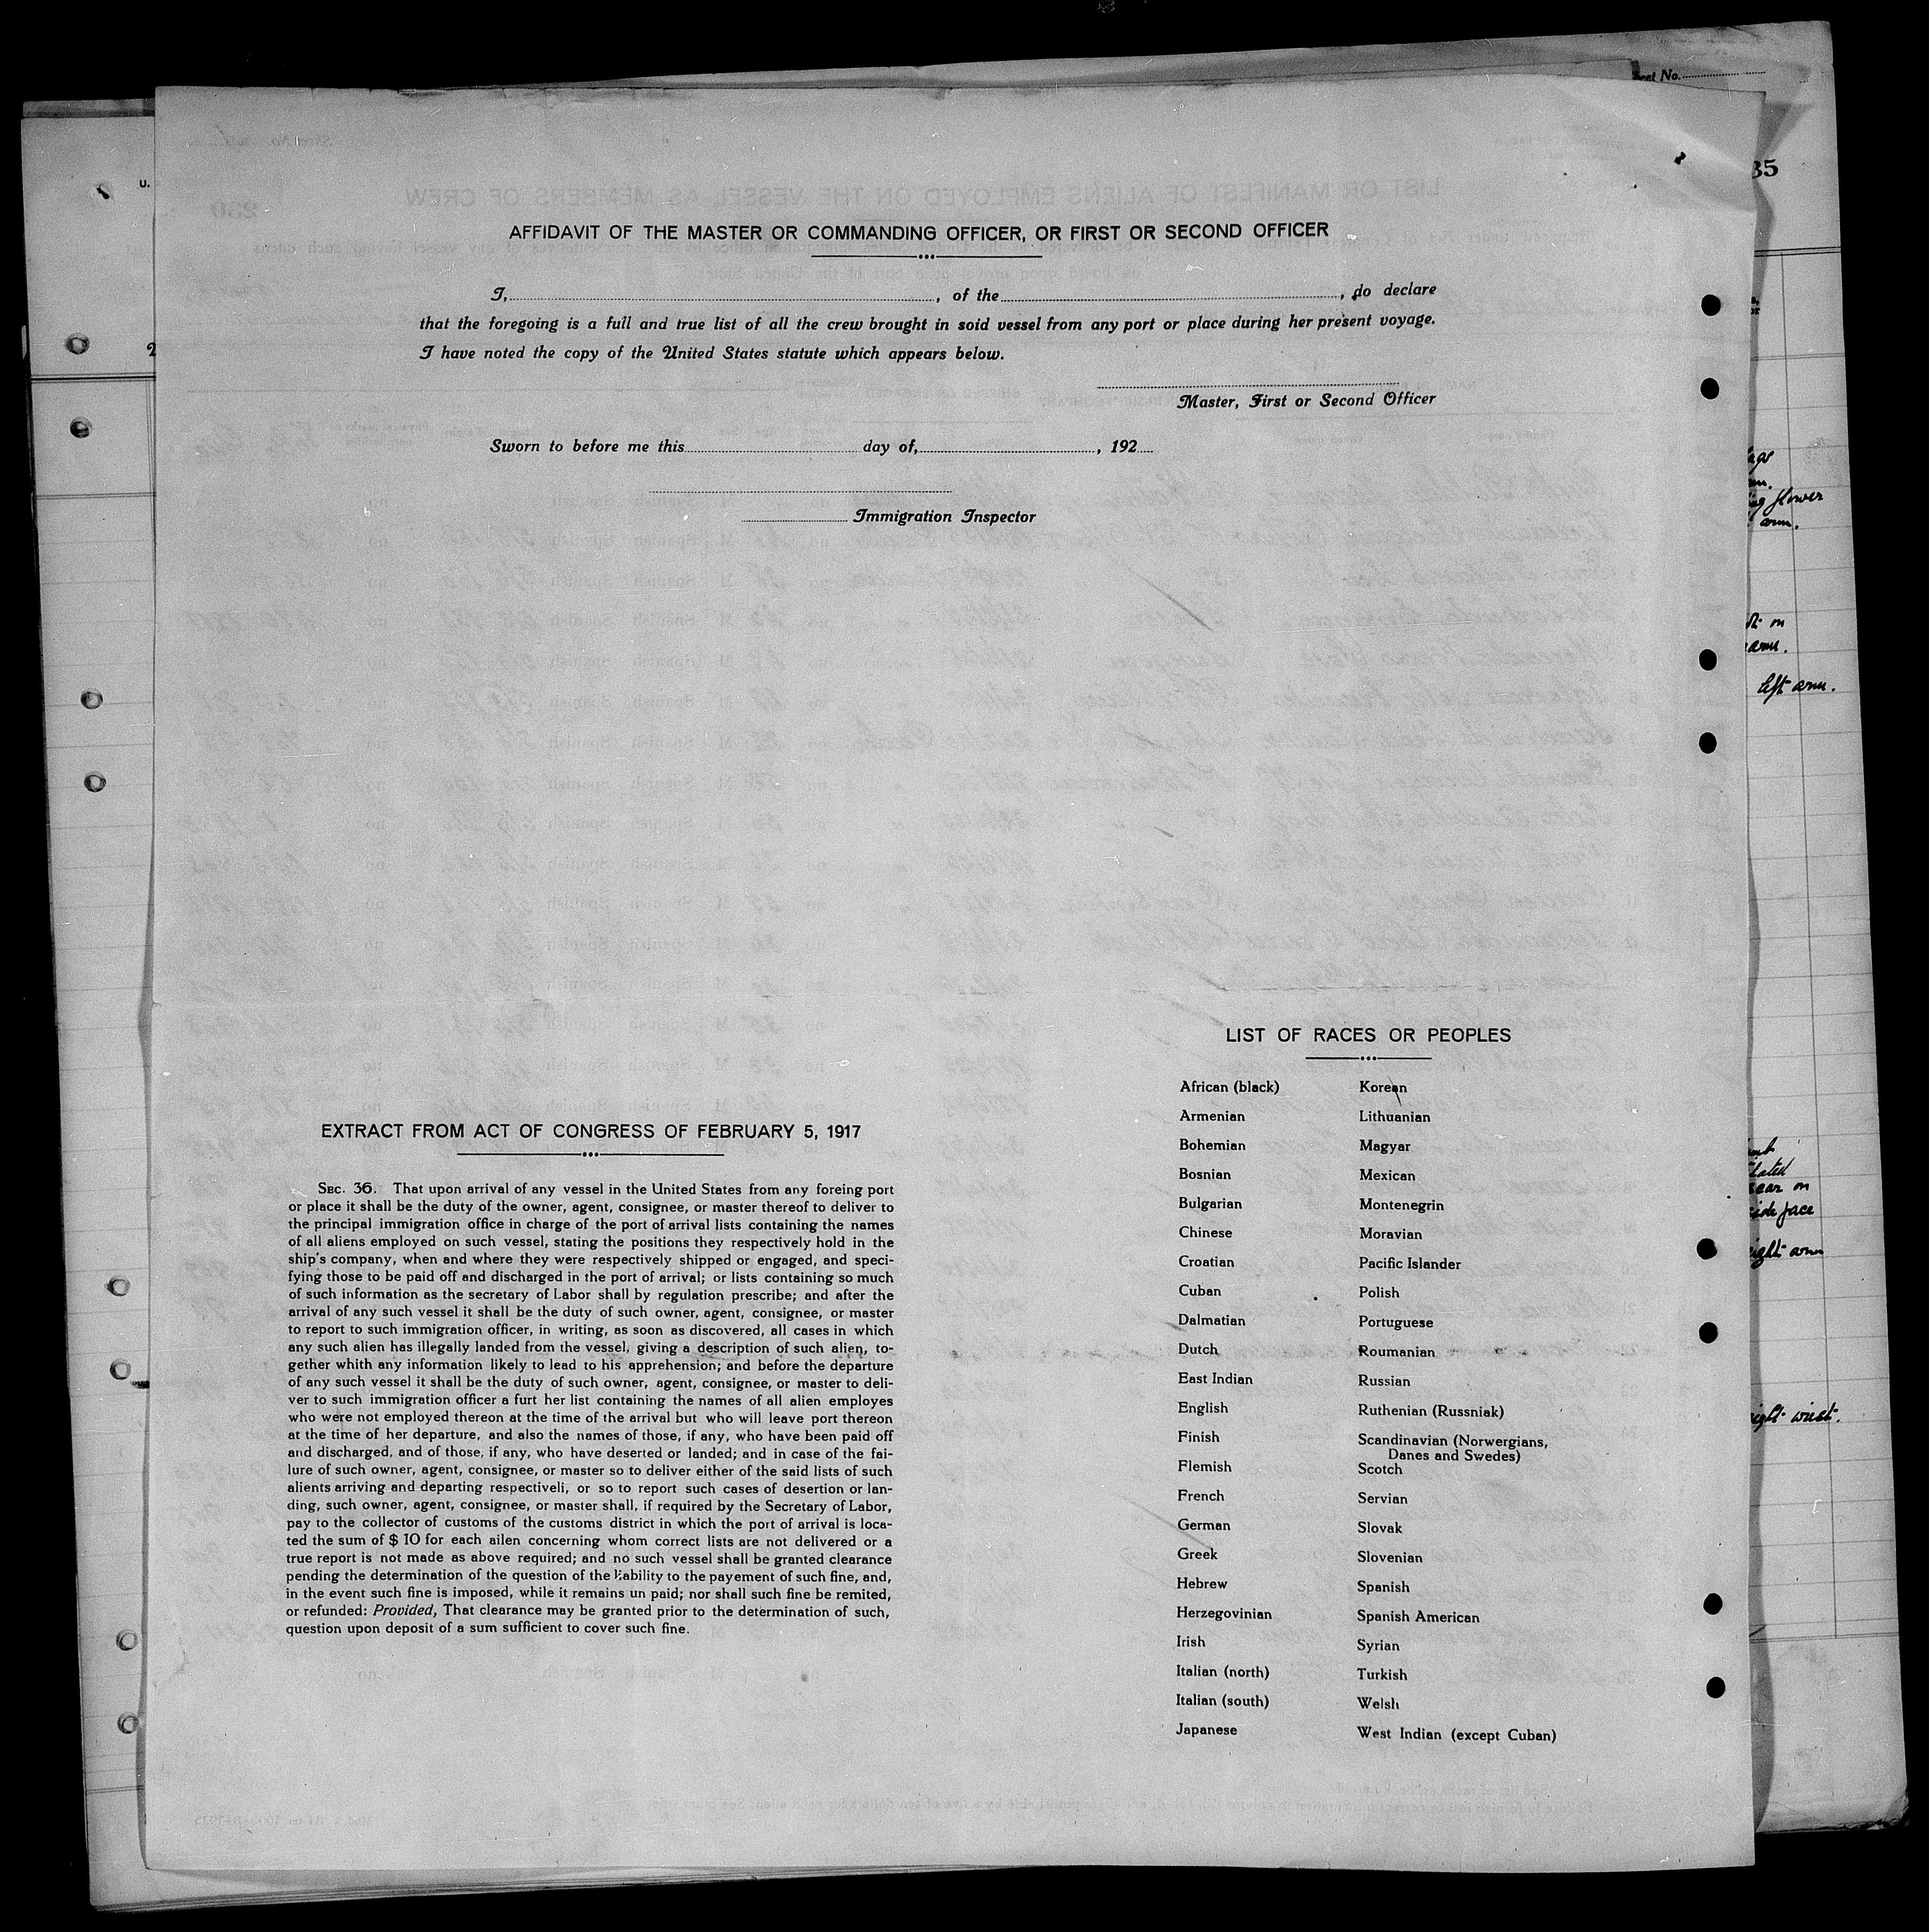 eet No.
35
U.
AFFIDAVIT OF THE MASTER OR COMMANDING OFFICER, OR FIRST OR SECOND OFFICER
I, , of the , do declare
that the foregoing is a full and true list of all the crew brought in soid vessel from any port or place during her present voyage.
I have noted the copy of the United States statute which appears below.
Master, First or Second Officer
Sworn to before me this day of, , 192
Immigration Inspector
flower
arm.
on
arm.
left arm.
LIST OF RACES OR PEOPLES
African (black) Korean
Armenian Lithuanian
Bohemian Magyar
Bosnian Mexican
Bulgarian Montenegrin
Chinese Moravian
Croatian Pacific Islander
Cuban Polish
Dalmatian Portuguese
Dutch Roumanian
East Indian Russian
English Ruthenian (Russniak)
Finish Scandinavian (Norwergians,
Danes and Swedes)
Flemish Scotch
French Servian
German Slovak
Greek Slovenian
Hebrew Spanish
Herzegovinian Spanish American
Irish Syrian
Italian (north) Turkish
Italian (south) Welsh
Japanese West Indian (except Cuban)
EXTRACT FROM ACT OF CONGRESS OF FEBRUARY 5, 1917
SEC. 36. That upon arrival of any vessel in the United States from any foreing port
or place it shall be the duty of the owner, agent, consignee, or master thereof to deliver to
the principal immigration office in charge of the port of arrival lists containing the names
of all aliens employed on such vessel, stating the positions they respectively hold in the
ship's company, when and where they were respectively shipped or engaged, and speci-
fying those to be paid off and discharged in the port of arrival; or lists containing so much
of such information as the secretary of Labor shall by regulation prescribe; and after the
arrival of any such vessel it shall be the duty of such owner, agent, consignee, or master
to report to such immigration officer, in writing, as soon as discovered, all cases in which
any such alien has illegally landed from the vessel, giving a description of such alien, to-
gether whith any information likely to lead to his apprehension; and before the departure
of any such vessel it shall be the duty of such owner, agent, consignee, or master to deli-
ver to such immigration officer a furt her list containing the names of all alien employes
who were not employed thereon at the time of the arrival but who will leave port thereon
at the time of her departure, and also the names of those, if any, who have been paid off
and discharged, and of those, if any, who have deserted or landed; and in case of the fai-
lure of such owner, agent, consignee, or master so to deliver either of the said lists of such
alients arriving and departing respectiveli, or so to report such cases of desertion or lan-
ding, such owner, agent, consignee, or master shall, if required by the Secretary of Labor,
pay to the collector of customs of the customs district in which the port of arrival is loca-
ted the sum of $ 10 for each ailen concerning whom correct lists are not delivered or a
true report is not made as above required; and no such vessel shall be granted clearance
pending the determination of the question of the liability to the payement of such fine, and,
in the event such fine is imposed, while it remains un paid; nor shall such fine be remited,
or refunded: Provided, That clearance may be granted prior to the determination of such,
question upon deposit of a sum sufficient to cover such fine.
on
side face
right arm
right wrist.